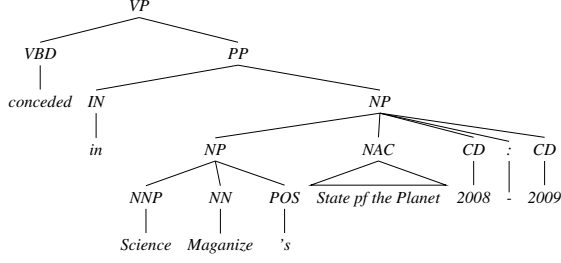 VP
VBD PP
conceded IN NP
in NP NAC CD : CD
NNP NN POS State pf the Planet 2008 - 2009
Science Maganize 's